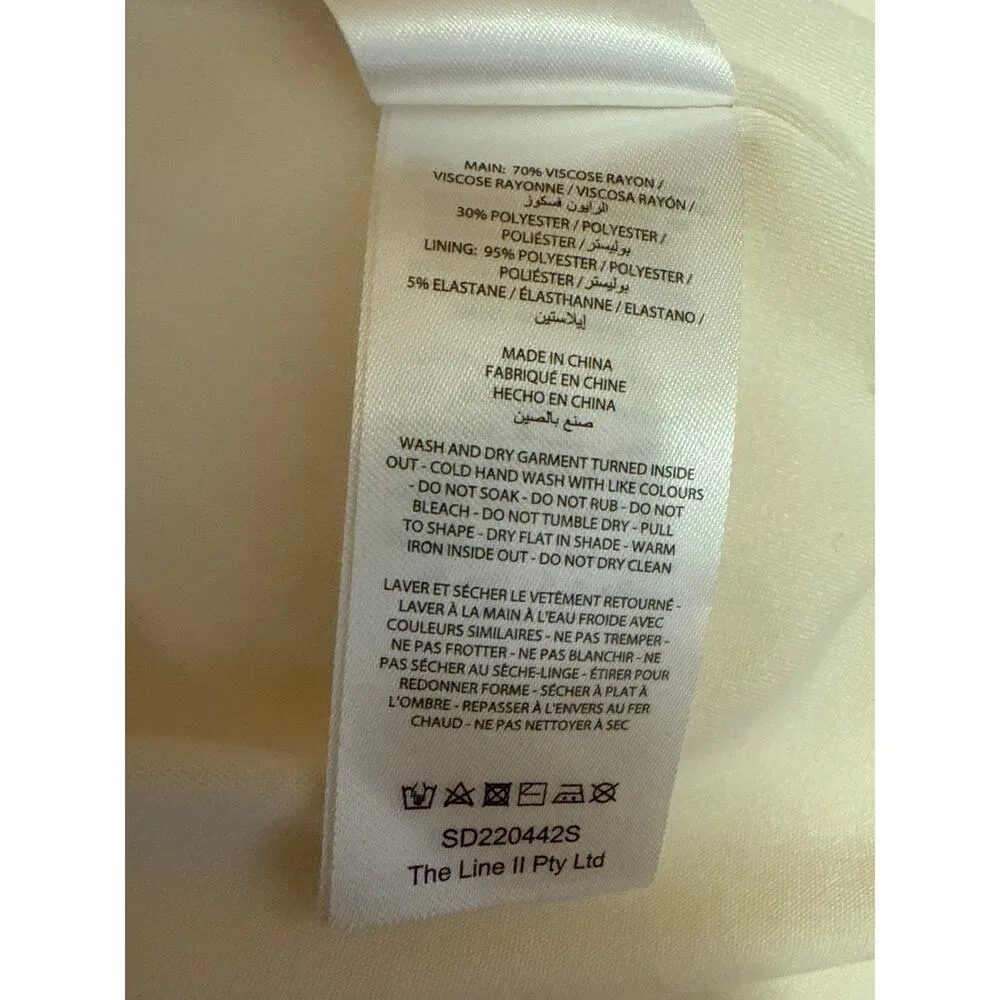 MAIN: 70% VISCOSE RAYON /
VISCOSE RAYONNE / VISCOSA RAYÓN /
الرايون فسكوز
30% POLYESTER / POLYESTER /
POLIÉSTER / بوليستر
LINING: 95% POLYESTER / POLYESTER /
POLIÉSTER / بوليستر
5% ELASTANE / ÉLASTHANNE / ELASTANO /
إيلاستين
MADE IN CHINA
FABRIQUÉ EN CHINE
HECHO EN CHINA
صنع بالصين
WASH AND DRY GARMENT TURNED INSIDE
OUT - COLD HAND WASH WITH LIKE COLOURS
- DO NOT SOAK - DO NOT RUB - DO NOT
BLEACH - DO NOT TUMBLE DRY - PULL
TO SHAPE - DRY FLAT IN SHADE - WARM
IRON INSIDE OUT - DO NOT DRY CLEAN
LAVER ET SÉCHER LE VETÊMENT RETOURNÉ -
LAVER À LA MAIN À L'EAU FROIDE AVEC
COULEURS SIMILAIRES - NE PAS TREMPER -
NE PAS FROTTER - NE PAS BLANCHIR - NE
PAS SÉCHER AU SÈCHE-LINGE - ÉTIRER POUR
REDONNER FORME - SÉCHER À PLAT À
L'OMBRE - REPASSER À L'ENVERS AU FER
CHAUD - NE PAS NETTOYER À SEC
SD220442S
The Line II Pty Ltd